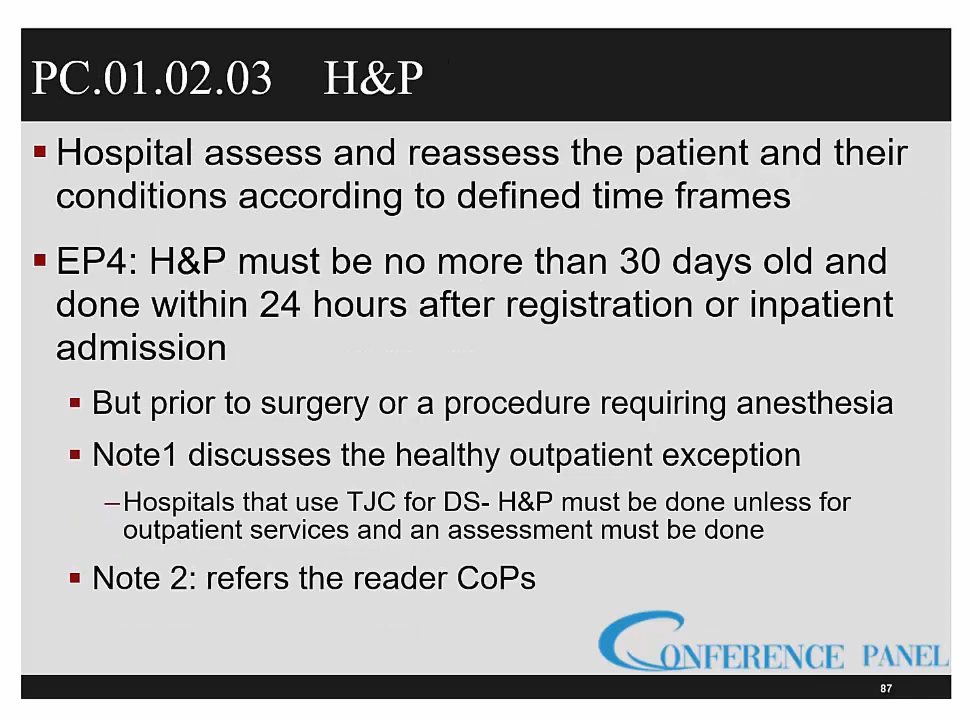 PC.01.02.03 H&P
▪ Hospital assess and reassess the patient and their
conditions according to defined time frames
▪ EP4: H&P must be no more than 30 days old and
done within 24 hours after registration or inpatient
admission
▪ But prior to surgery or a procedure requiring anesthesia
▪ Note1 discusses the healthy outpatient exception
–Hospitals that use TJC for DS- H&P must be done unless for
outpatient services and an assessment must be done
▪ Note 2: refers the reader CoPs
CONFERENCE PANEL
87